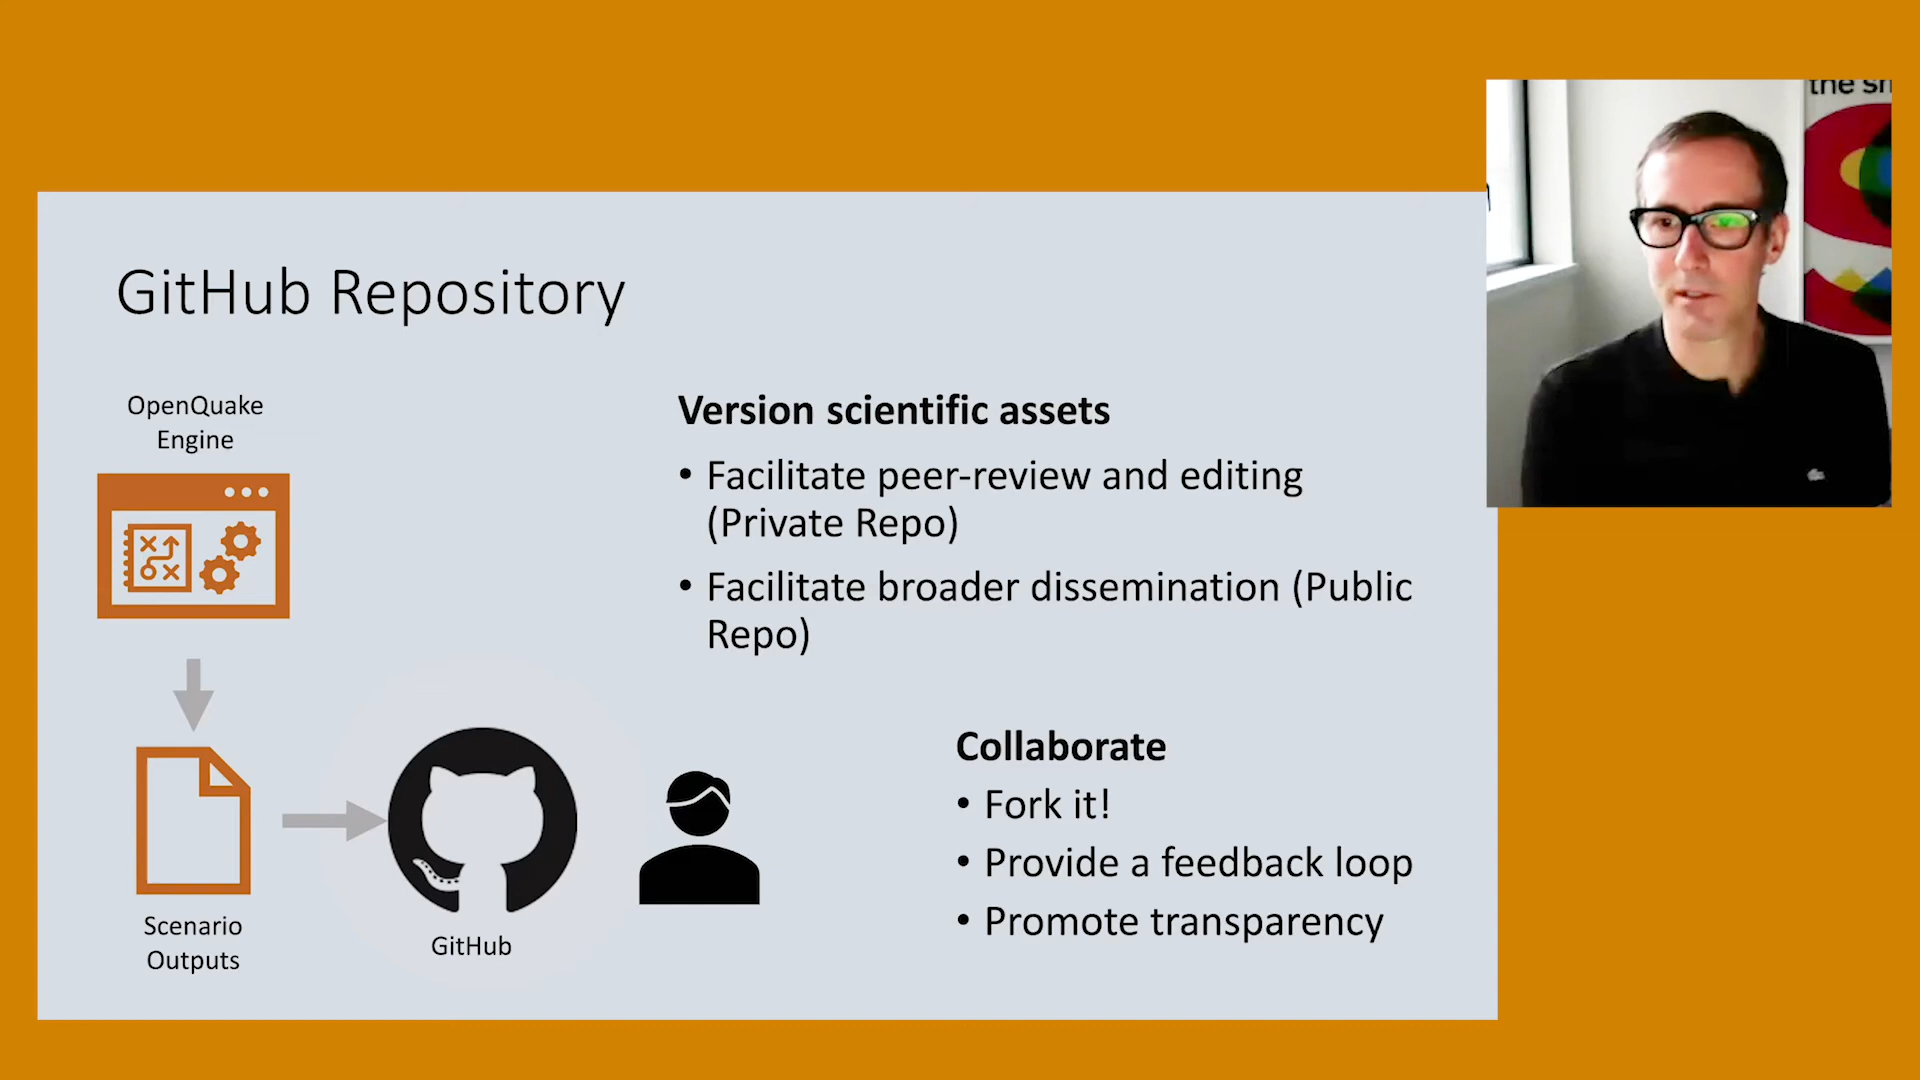 the
GitHub Repository
OpenQuake
Engine
Version scientific assets
• Facilitate peer-review and editing
(Private Repo)
• Facilitate broader dissemination (Public
Repo)
Collaborate
• Fork it!
• Provide a feedback loop
• Promote transparency
Scenario
Outputs
GitHub